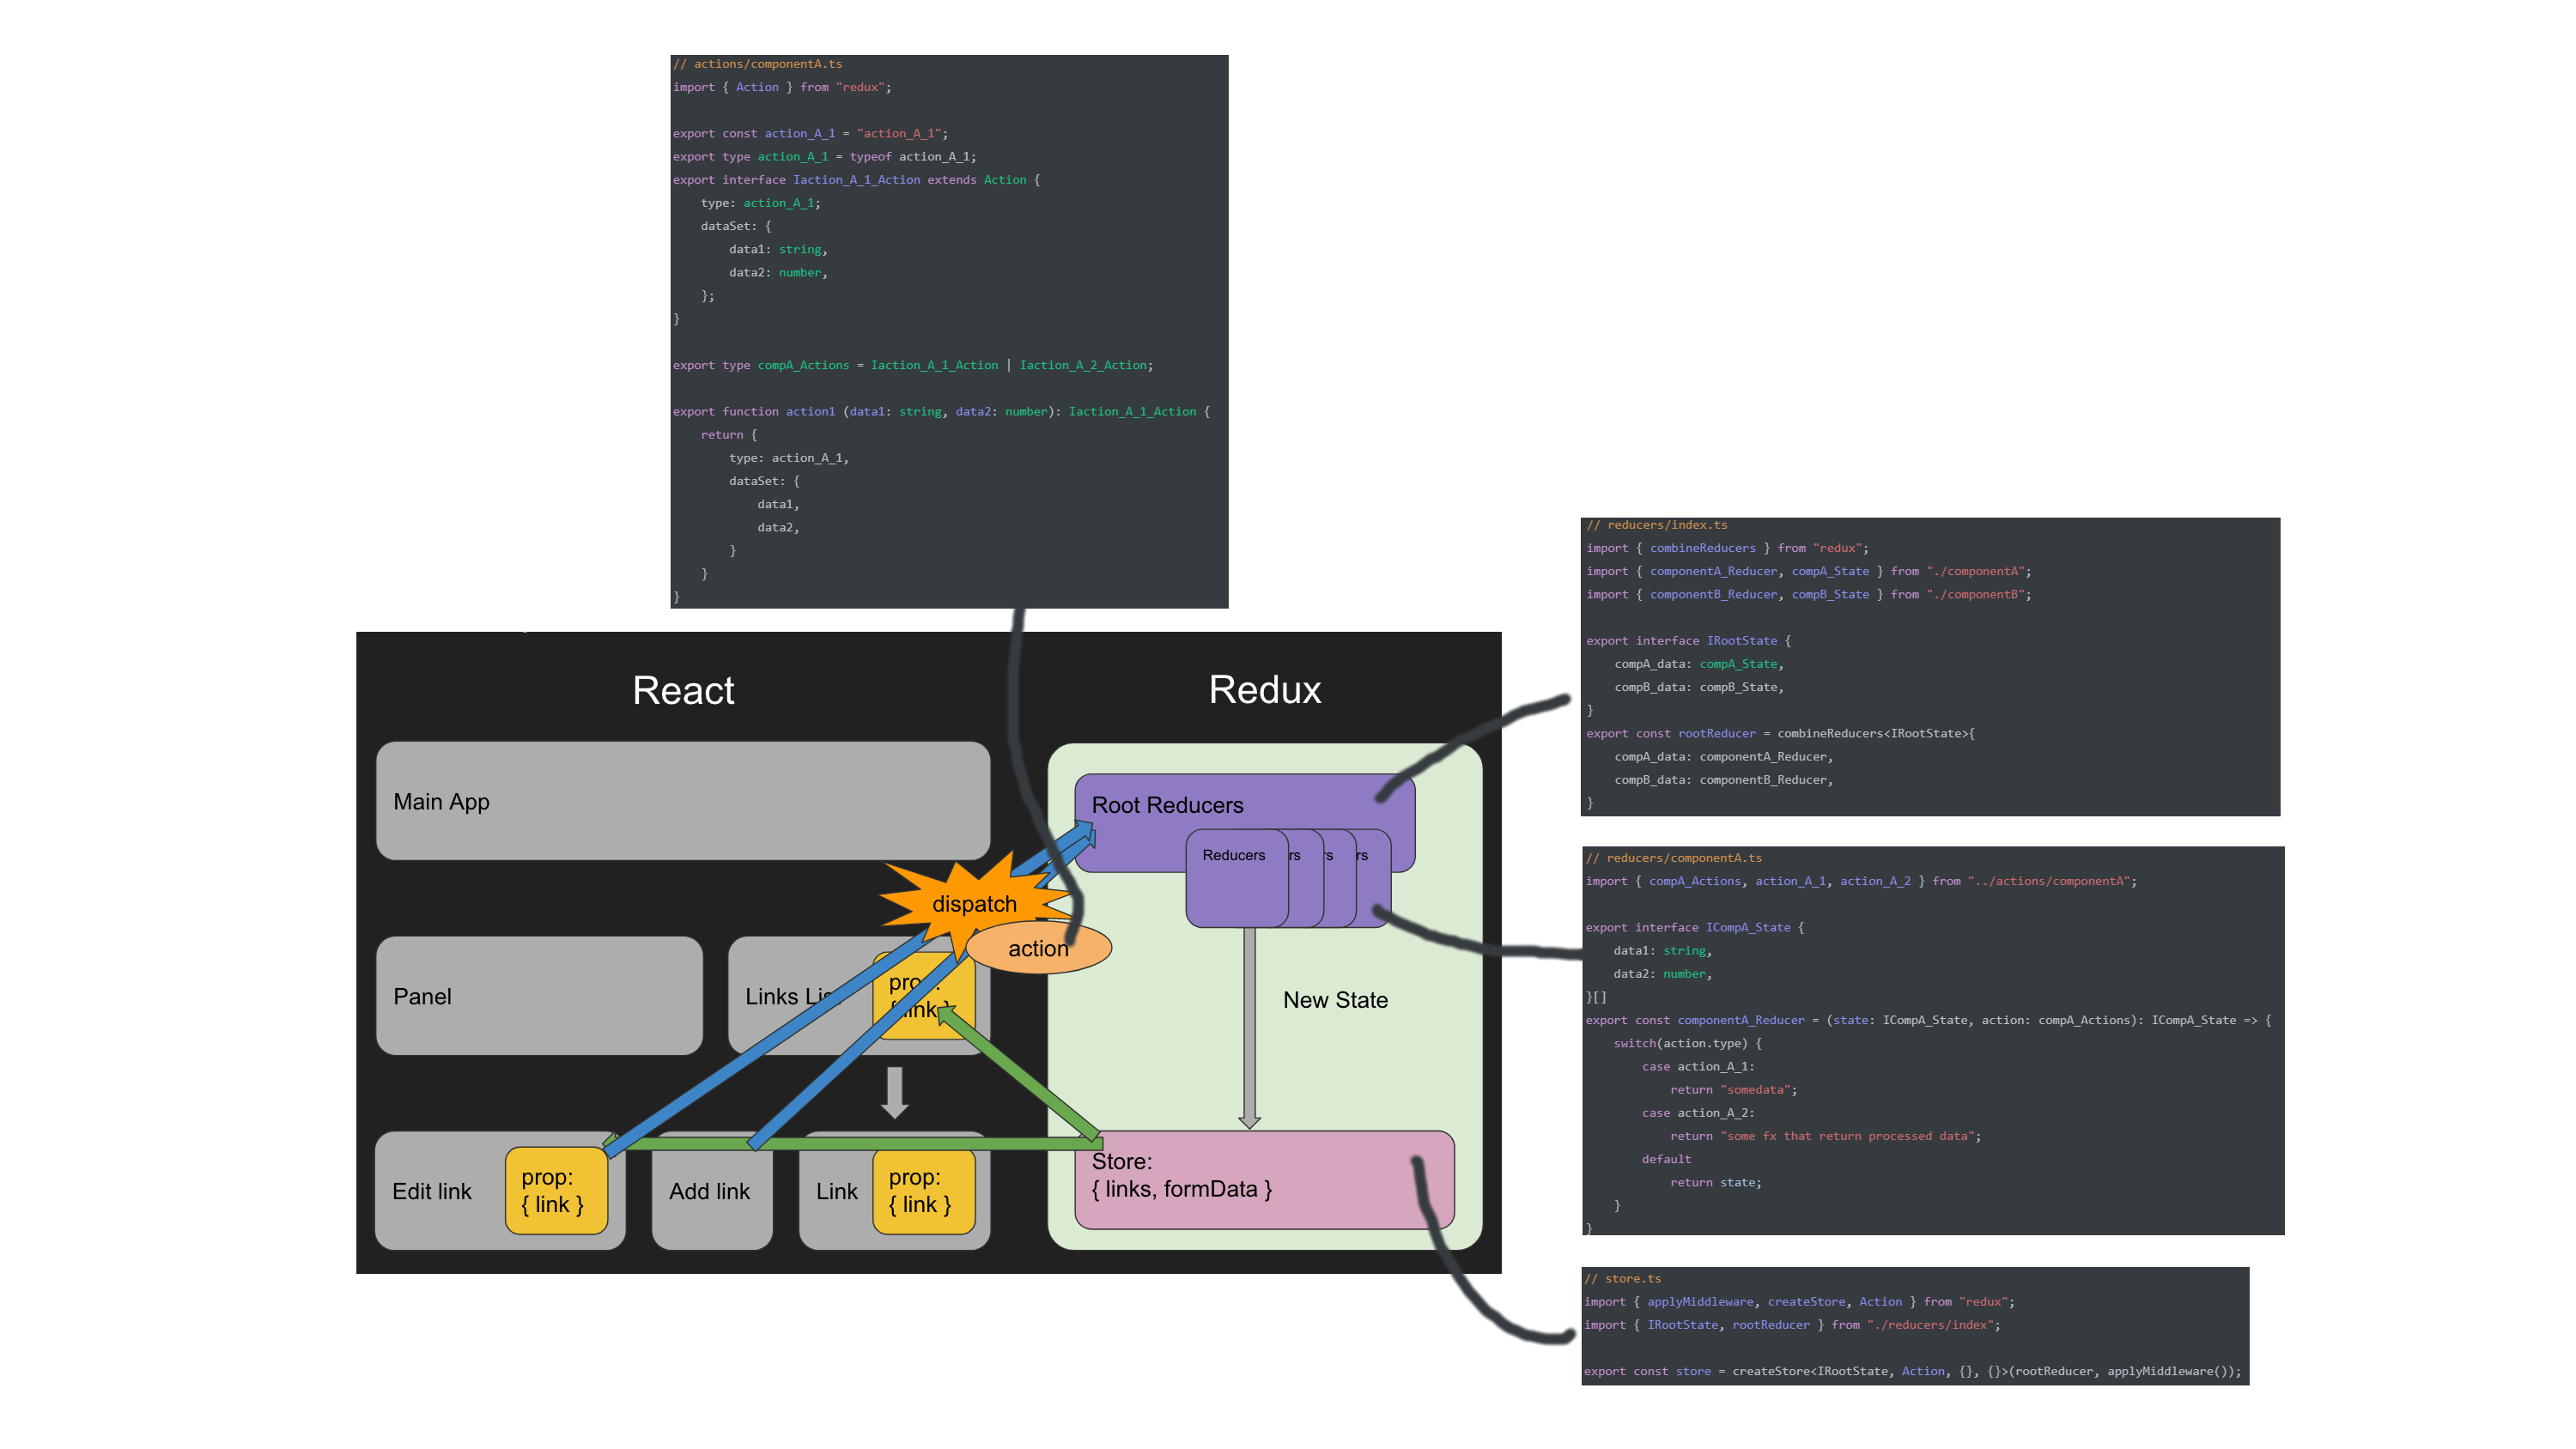 // actions/componentA.ts
import { Action } from "redux";
export const action_A_1 = "action_A_1";
export type action_A_1 = typeof action_A_1;
export interface Iaction_A_1_Action extends Action {
    type: action_A_1;
    dataSet: {
        data1: string,
        data2: number,
    };
}
export type compA_Actions = Iaction_A_1_Action | Iaction_A_2_Action;
export function action1 (data1: string, data2: number): Iaction_A_1_Action {
    return {
        type: action_A_1,
        dataSet: {
            data1,
            data2,
        }
    }
}
React
Redux
Main App
Root Reducers
Reducers
rs
rs
rs
dispatch
action
Panel
Links Lis
prop:
{ link
New State
Edit link
prop:
{ link }
Add link
Link
prop:
{ link }
Store:
{ links, formData }
// reducers/index.ts
import { combineReducers } from "redux";
import { componentA_Reducer, compA_State } from "./componentA";
import { componentB_Reducer, compB_State } from "./componentB";
export interface IRootState {
    compA_data: compA_State,
    compB_data: compB_State,
}
export const rootReducer = combineReducers<IRootState>{
    compA_data: componentA_Reducer,
    compB_data: componentB_Reducer,
}
// reducers/componentA.ts
import { compA_Actions, action_A_1, action_A_2 } from "../actions/componentA";
export interface ICompA_State {
    data1: string,
    data2: number,
}[]
export const componentA_Reducer = (state: ICompA_State, action: compA_Actions): ICompA_State => {
    switch(action.type) {
        case action_A_1:
            return "somedata";
        case action_A_2:
            return "some fx that return processed data";
        default
            return state;
    }
}
// store.ts
import { applyMiddleware, createStore, Action } from "redux";
import { IRootState, rootReducer } from "./reducers/index";
export const store = createStore<IRootState, Action, {}, {}>(rootReducer, applyMiddleware());